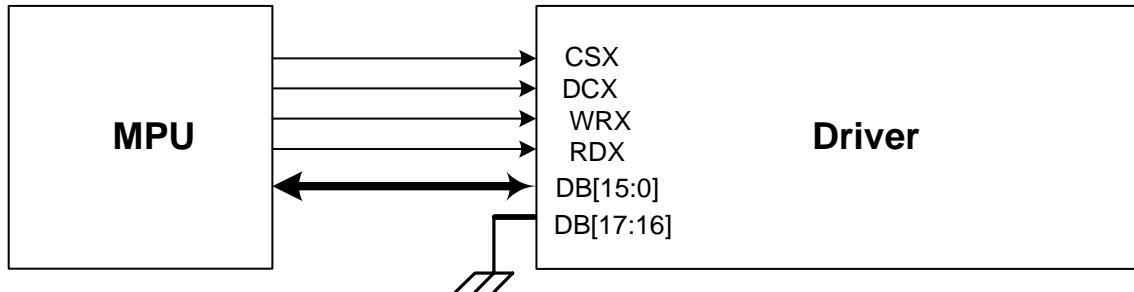 MPU
CSX
DCX
WRX
RDX
DB[15:0]
DB[17:16]
Driver